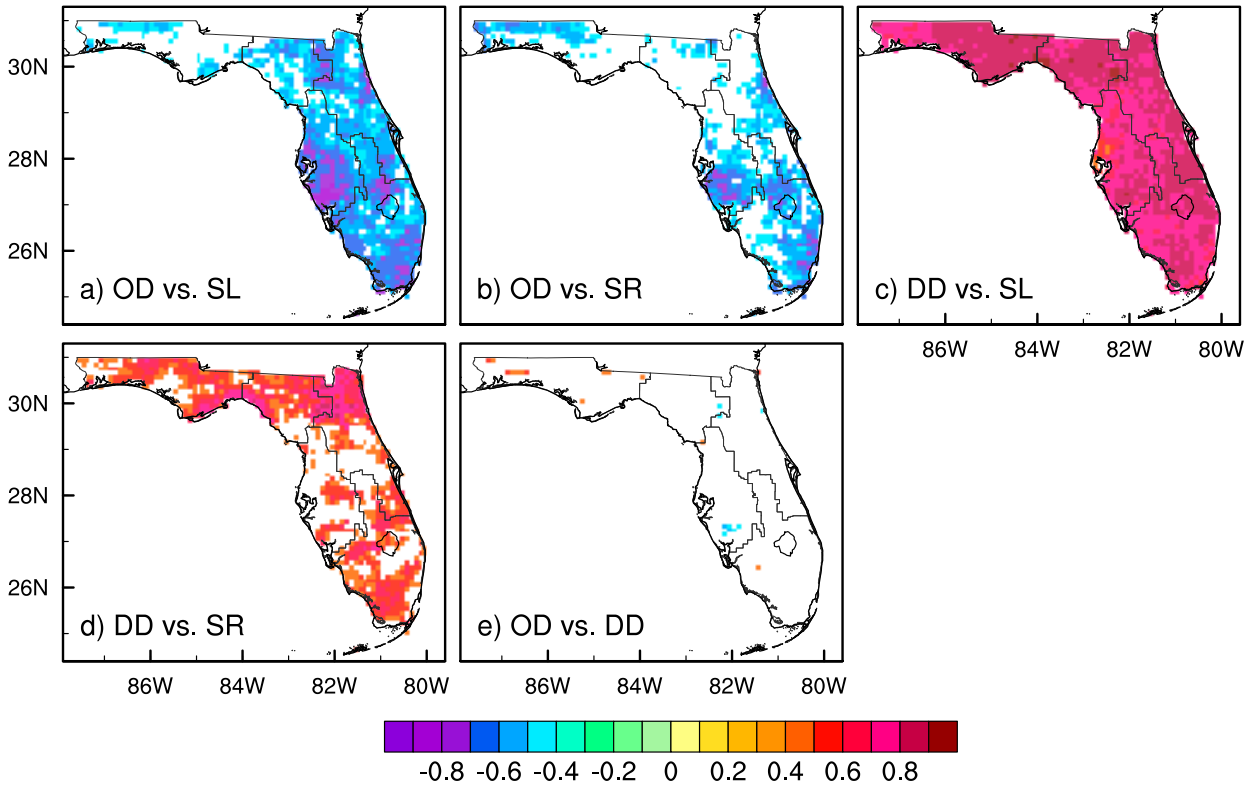 30N
28N
26N
a) OD vs. SL
b) OD vs. SR
c) DD vs. SL
86W 84W 82W 80W
30N
28N
26N
d) DD vs. SR
e) OD vs. DD
86W 84W 82W 80W
86W 84W 82W 80W
-0.8 -0.6 -0.4 -0.2 0 0.2 0.4 0.6 0.8